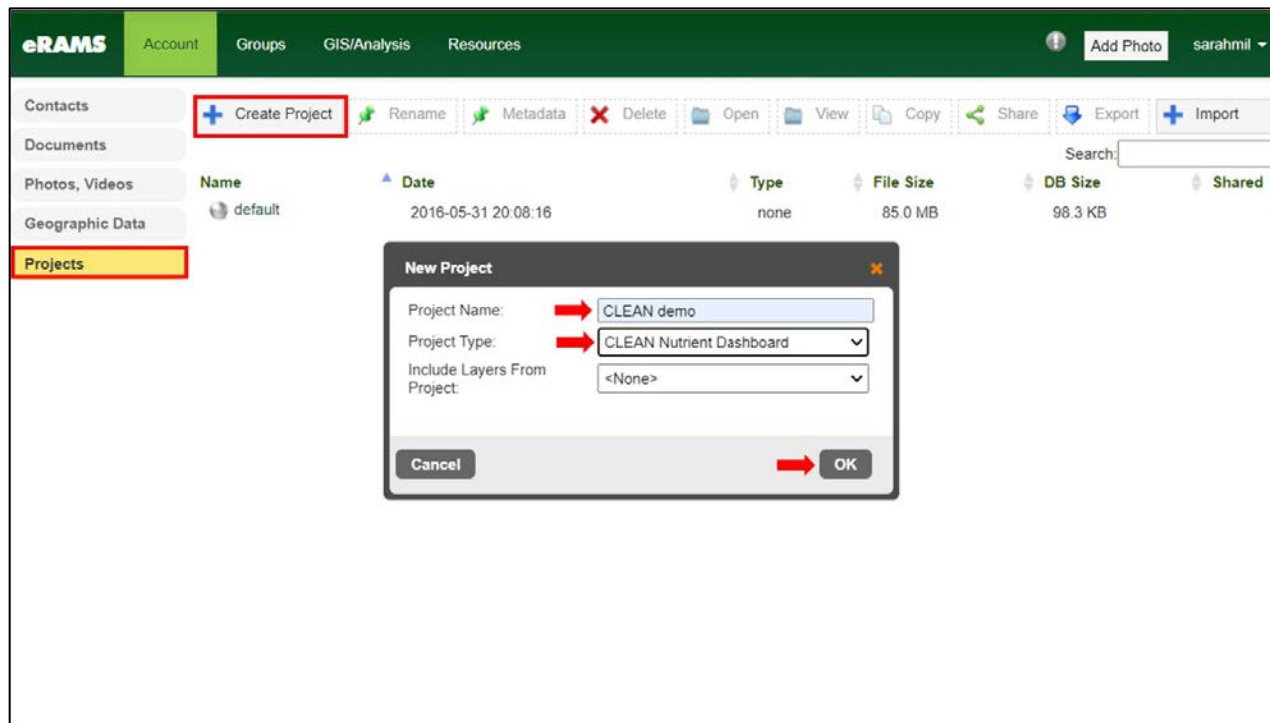 eRAMS Account Groups GIS/Analysis Resources Add Photo sarahmil
Contacts
Documents
Photos, Videos
Geographic Data
Projects
Create Project Rename Metadata Delete Open View Copy Share Export Import
Search:
Name Date Type File Size DB Size Shared
default 2016-05-31 20:08:16 none 85.0 MB 98.3 KB
New Project
Project Name: CLEAN demo
Project Type: CLEAN Nutrient Dashboard
Include Layers From
Project: <None>
Cancel OK